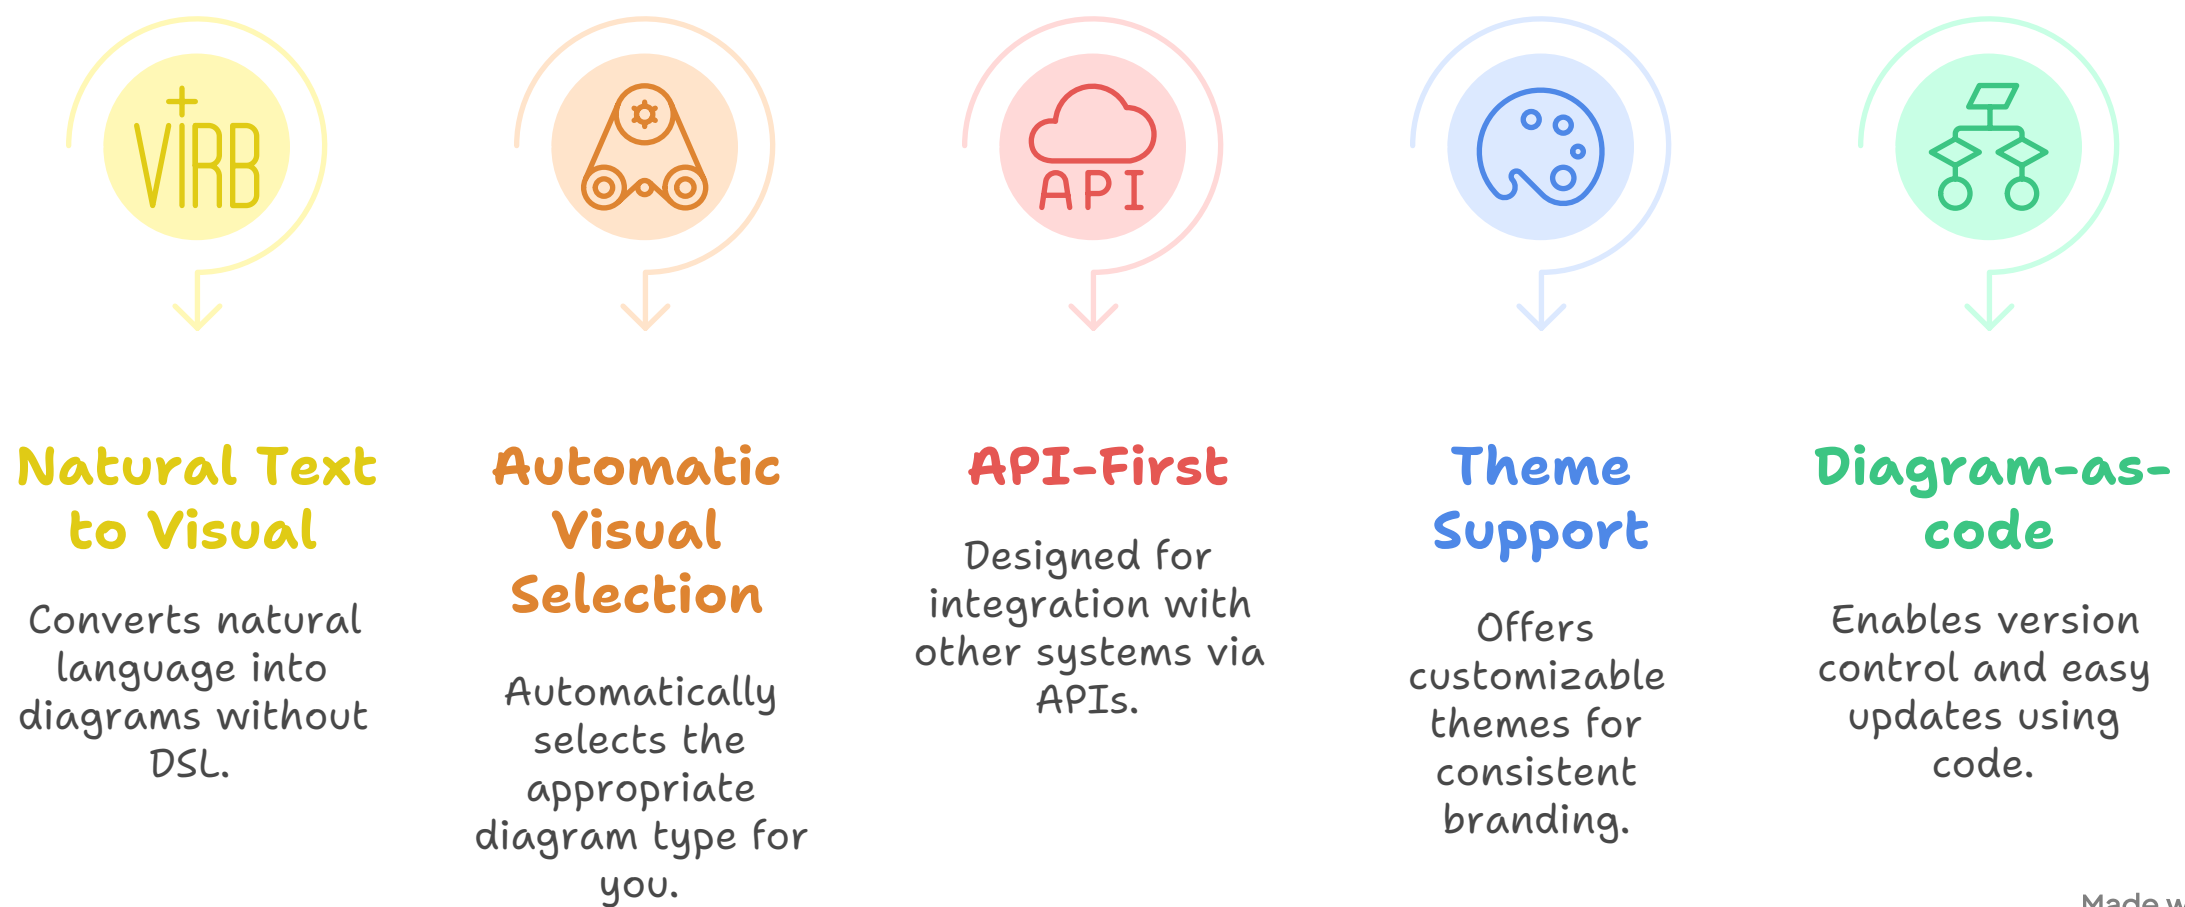 ViRB
API
Natural Text
to Visual
Converts natural
language into
diagrams without
DSL.
Automatic
Visual
Selection
Automatically
selects the
appropriate
diagram type for
you.
API-First
Designed for
integration with
other systems via
APIs.
Theme
Support
Offers
customizable
themes for
consistent
branding.
Diagram-as-
code
Enables version
control and easy
updates using
code.
Made